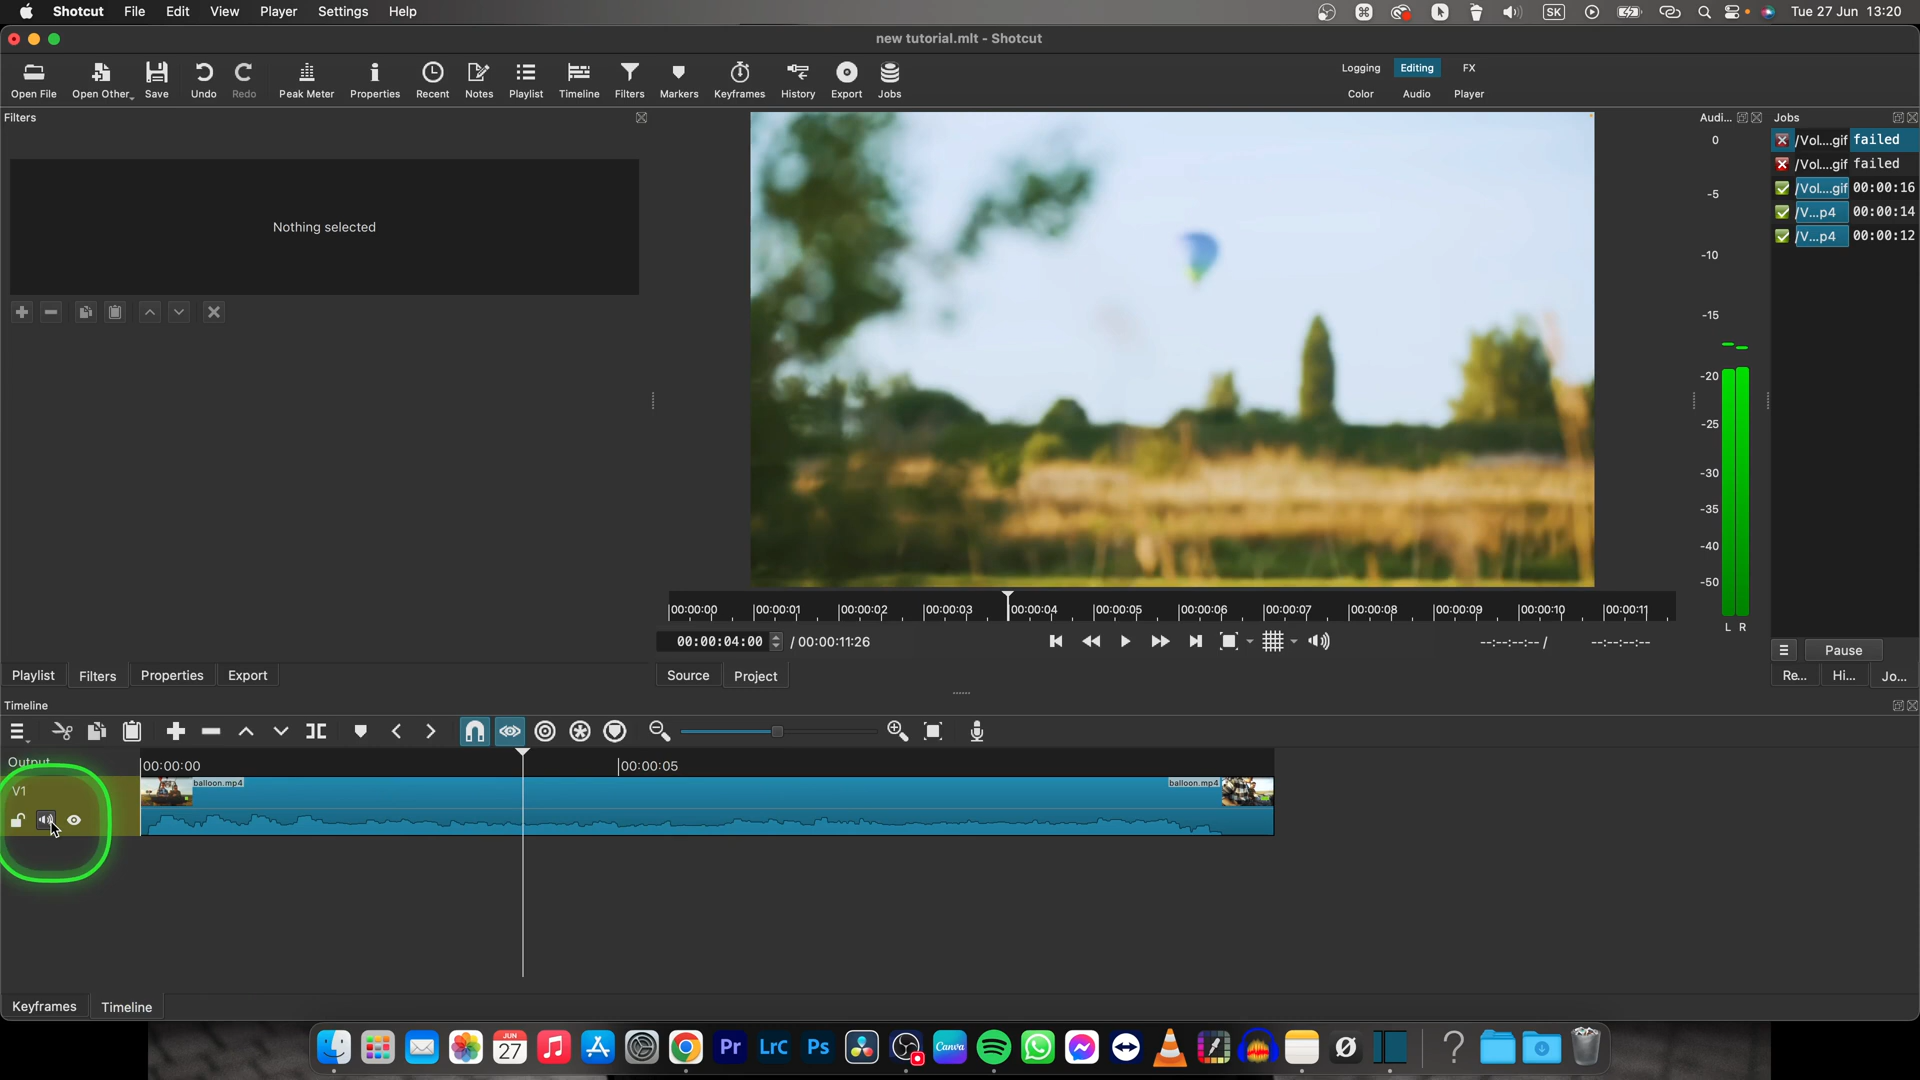 Shotcut File Edit View Player Settings Help SK Tue 27 Jun 13:20
new tutorial.mlt - Shotcut
Open File Open Other Save Undo Redo Peak Meter Properties Recent Notes Playlist Timeline Filters Markers Keyframes History Export Jobs
Logging Editing FX
Color Audio Player
Filters
Audi... Jobs
Nothing selected
0
-5
-10
-15
-20
-25
-30
-35
-40
-50
L R
/Vol....gif failed
/Vol....gif failed
/Vol....gif 00:00:16
/V...p4 00:00:14
/V...p4 00:00:12
00:00:00 00:00:01 00:00:02 00:00:03 00:00:04 00:00:05 00:00:06 00:00:07 00:00:08 00:00:09 00:00:10 00:00:11
00:00:04:00 / 00:00:11:26 --:--:--:-- / --:--:--:--
Pause
Playlist Filters Properties Export Source Project Re... Hi... Jo...
Timeline
Output 00:00:00 00:00:05
V1 balloon.mp4 balloon.mp4
Keyframes Timeline
JUN
27 Pr LrC Ps Canva